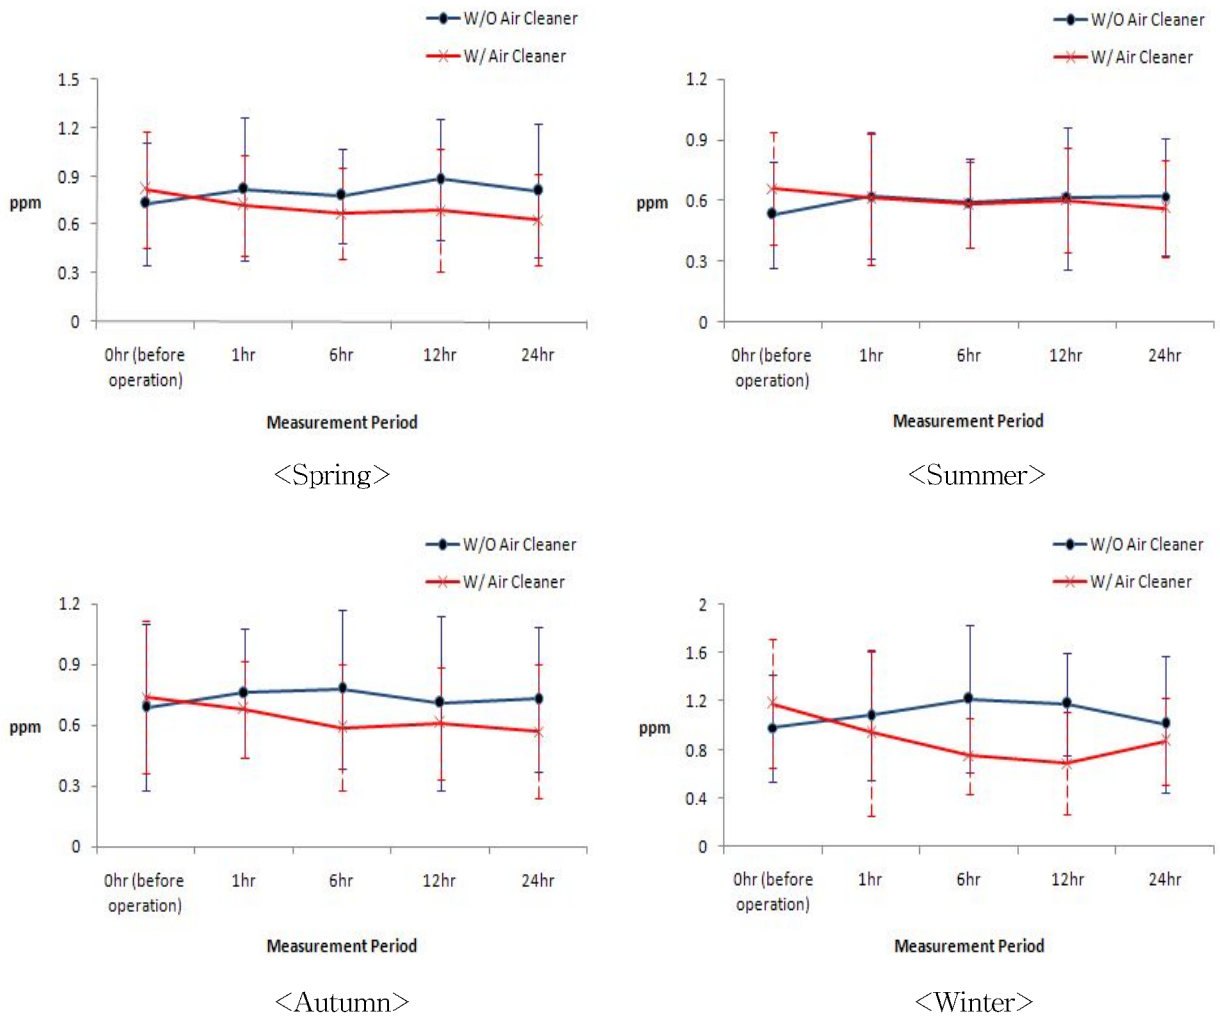 W/O Air Cleaner
W/ Air Cleaner
1.5
1.2
0.9
0.6
0.3
0
ppm
0hr (before
operation)
1hr
6hr
12hr
24hr
Measurement Period
<Spring>
W/O Air Cleaner
W/ Air Cleaner
1.2
0.9
0.6
0.3
0
ppm
0hr (before
operation)
1hr
6hr
12hr
24hr
Measurement Period
<Summer>
W/O Air Cleaner
W/ Air Cleaner
1.2
0.9
0.6
0.3
0
ppm
0hr (before
operation)
1hr
6hr
12hr
24hr
Measurement Period
<Autumn>
W/O Air Cleaner
W/ Air Cleaner
2
1.6
1.2
0.8
0.4
0
ppm
0hr (before
operation)
1hr
6hr
12hr
24hr
Measurement Period
<Winter>